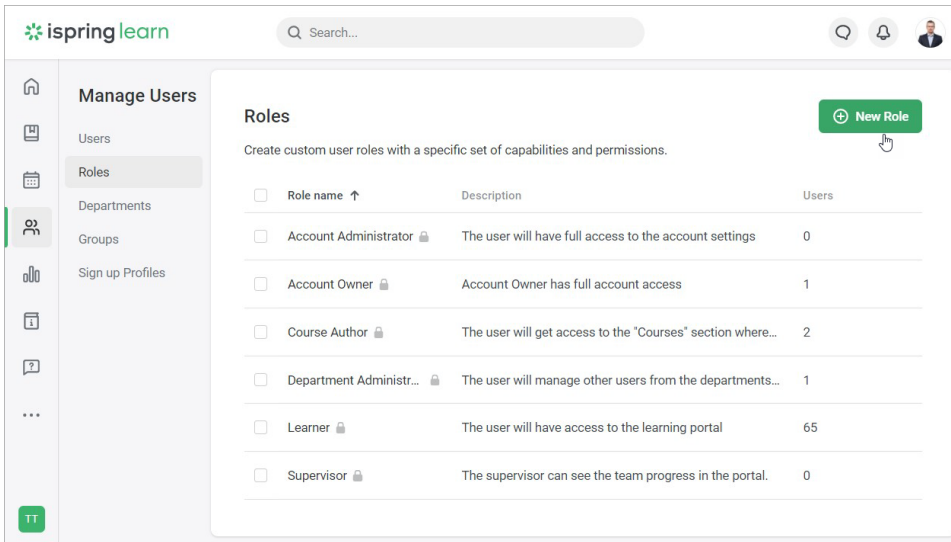 ispring learn
Search...
Manage Users
Users
Roles
Departments
Groups
Sign up Profiles
TT
Roles
New Role
Create custom user roles with a specific set of capabilities and permissions.
Role name Description Users
Account Administrator The user will have full access to the account settings 0
Account Owner Account Owner has full account access 1
Course Author The user will get access to the "Courses" section where... 2
Department Administr... The user will manage other users from the departments... 1
Learner The user will have access to the learning portal 65
Supervisor The supervisor can see the team progress in the portal. 0